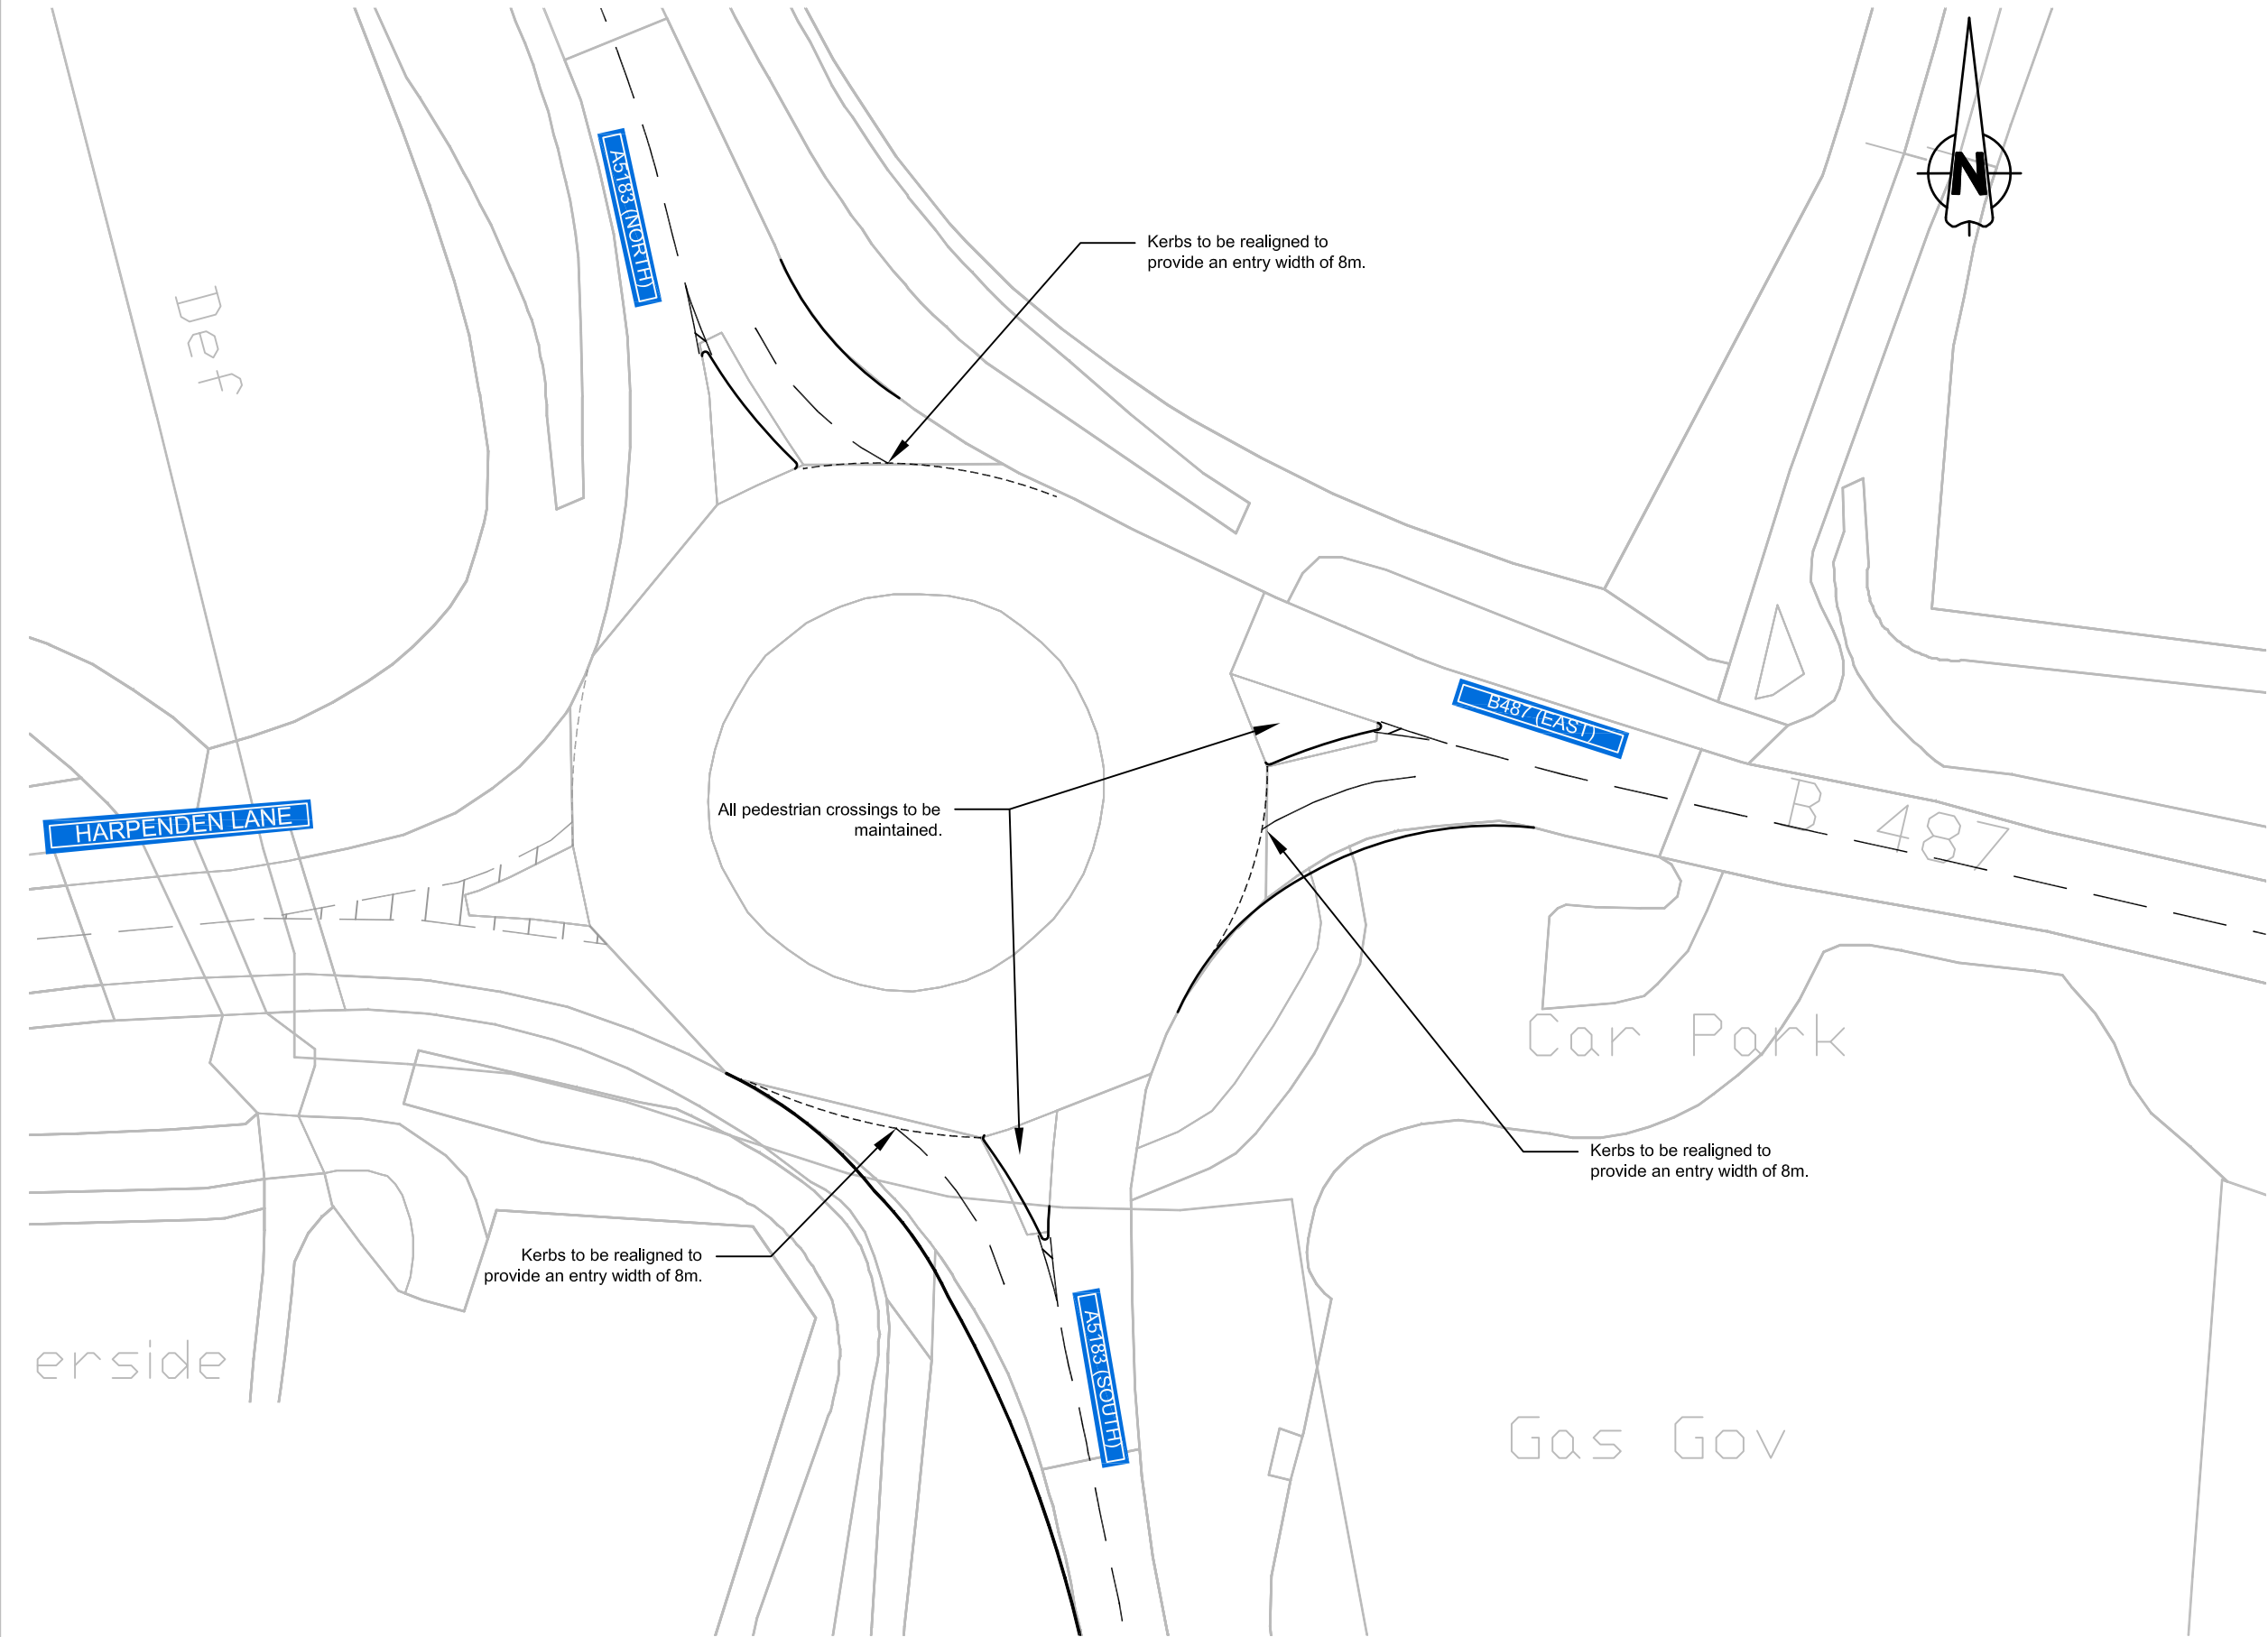 N
A5183 (NORTH)
Kerbs to be realigned to
provide an entry width of 8m.
Def
B487 (EAST)
B 487
HARPENDEN LANE
All pedestrian crossings to be
maintained.
Car Park
Kerbs to be realigned to
provide an entry width of 8m.
Kerbs to be realigned to
provide an entry width of 8m.
A5183 (SOUTH)
erside
Gas Gov